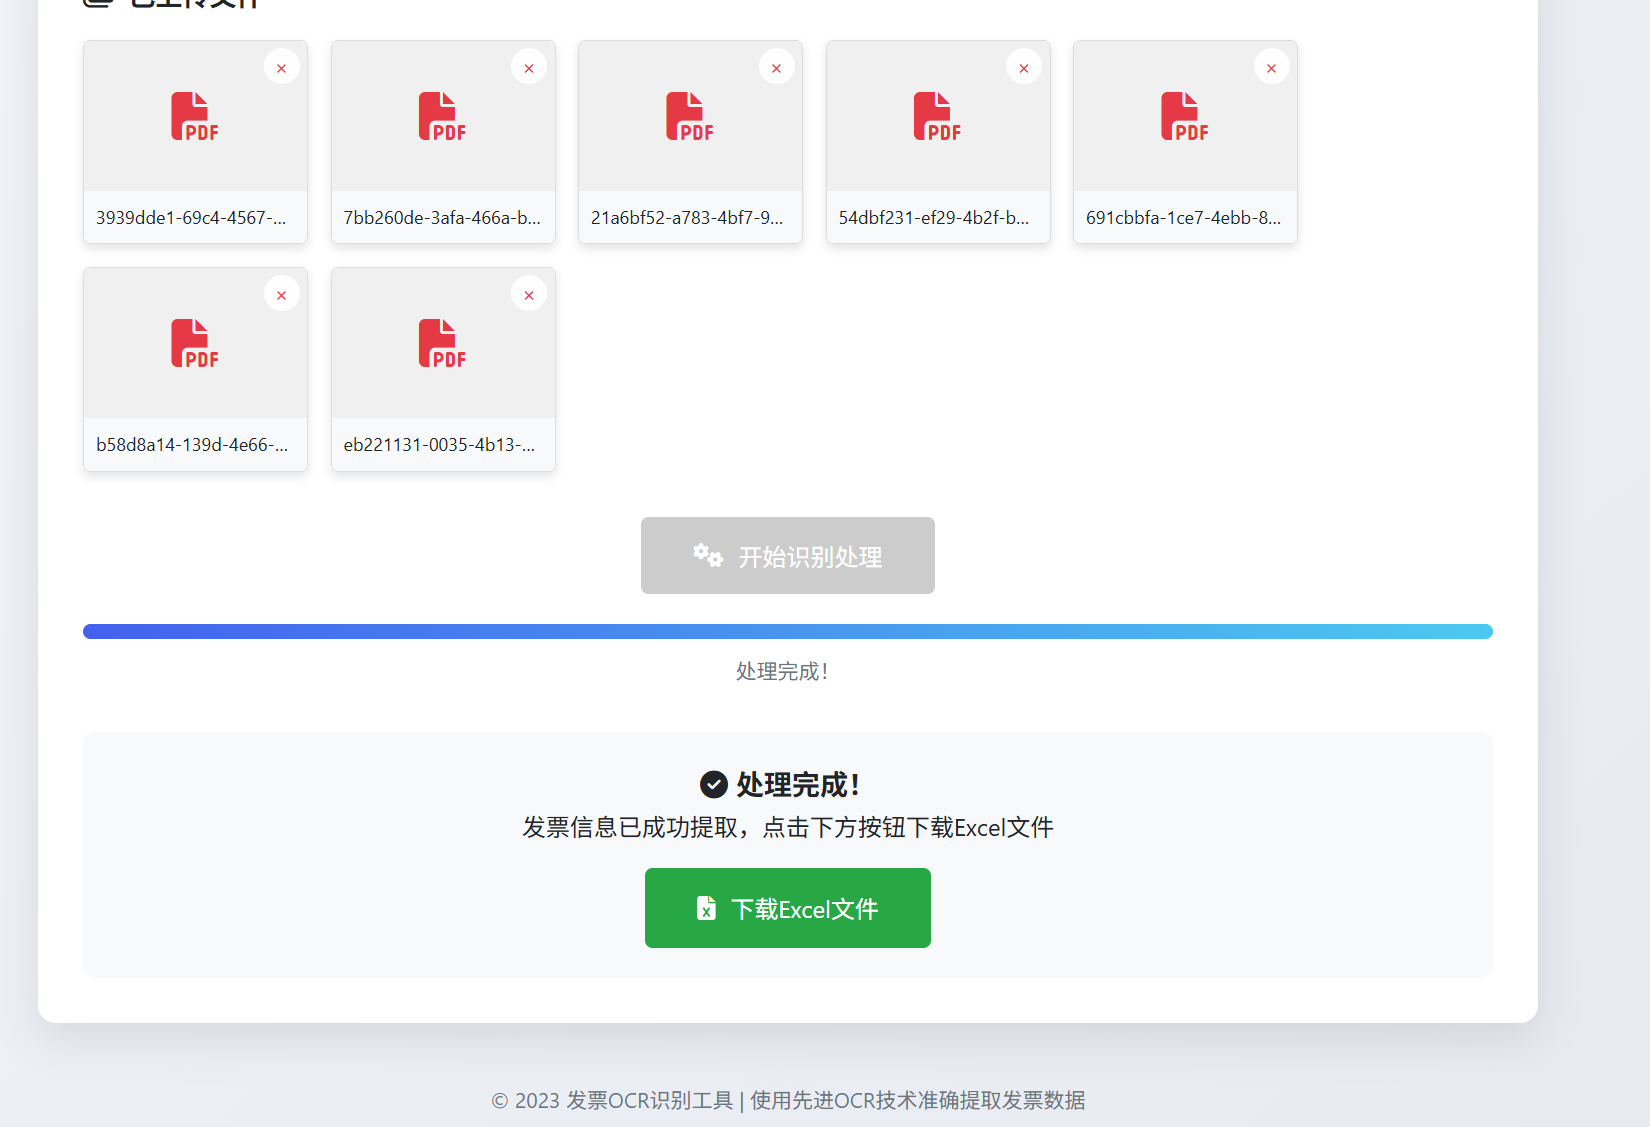 已上传文件
PDF
PDF
PDF
PDF
PDF
3939dde1-69c4-4567-...
7bb260de-3afa-466a-b...
21a6bf52-a783-4bf7-9...
54dbf231-ef29-4b2f-b...
691cbbfa-1ce7-4ebb-8...
PDF
PDF
b58d8a14-139d-4e66-...
eb221131-0035-4b13-...
开始识别处理
处理完成！
处理完成！
发票信息已成功提取，点击下方按钮下载Excel文件
下载Excel文件
© 2023 发票OCR识别工具 | 使用先进OCR技术准确提取发票数据